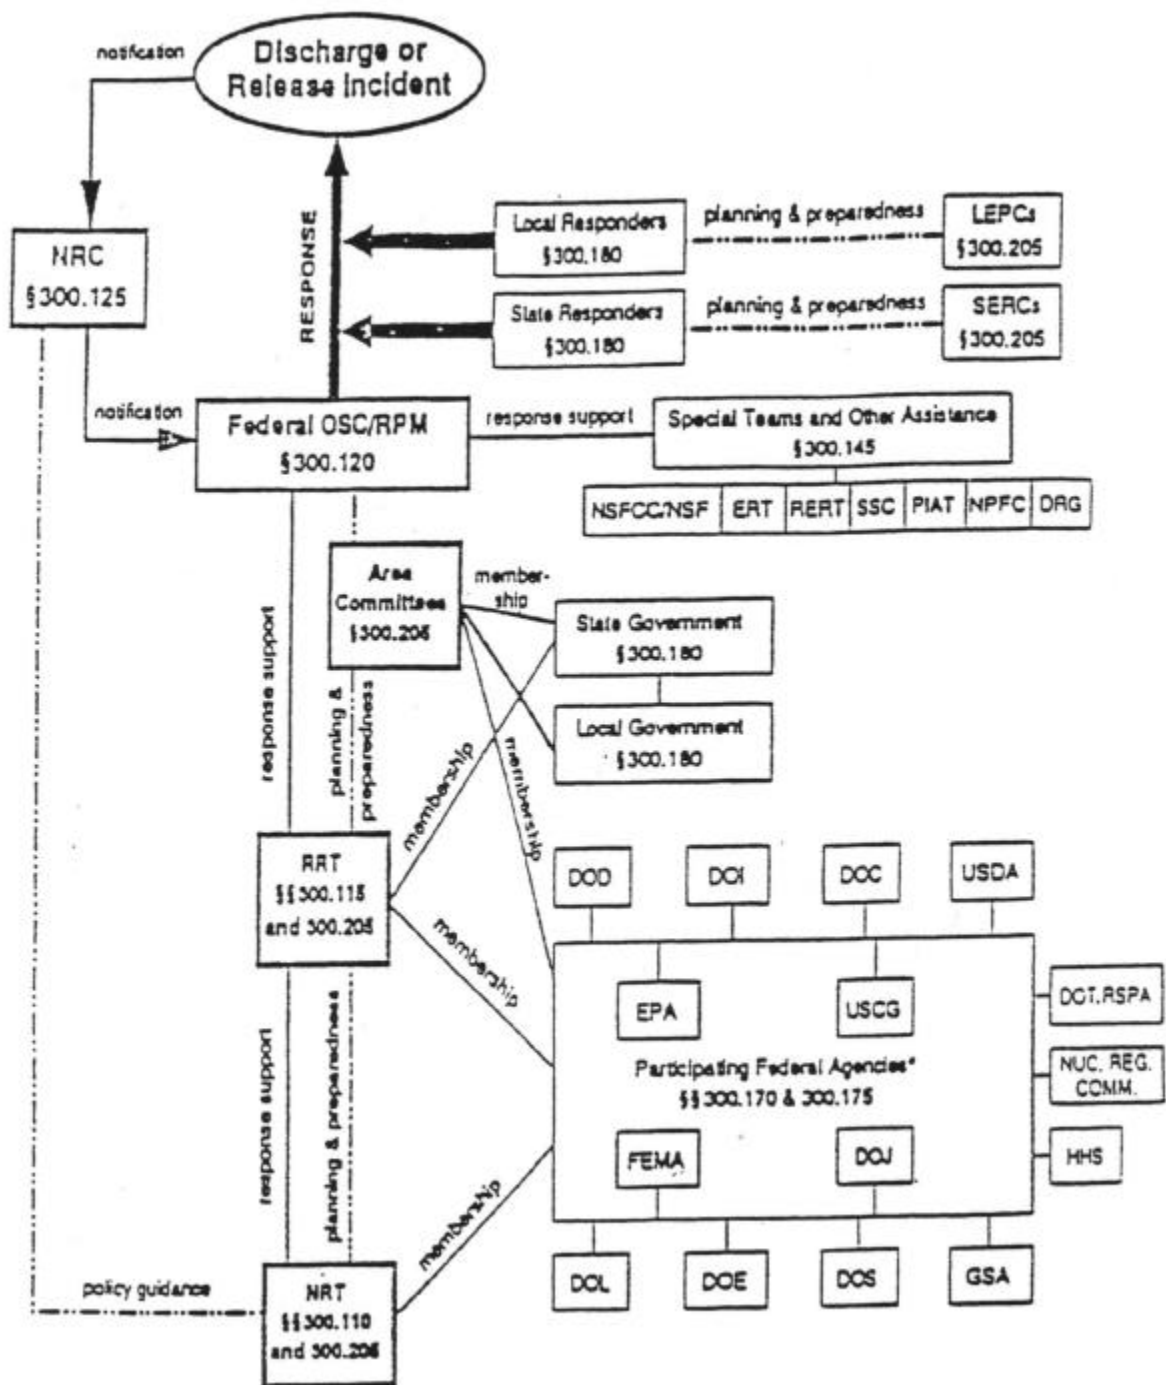 notification
Discharge or
Release Incident
RESPONSE
Local Responders
§300.180
planning & preparedness
LEPCs
§300.205
NRC
§300.125
State Responders
§300.180
planning & preparedness
SERCs
§300.205
notification
Federal OSC/RPM
§300.120
response support
Special Teams and Other Assistance
§300.145
NSFCC/NSF
ERT
RERT
SSC
PIAT
NPFC
DRG
Area
Committees
§300.205
member-
ship
State Government
§300.180
Local Government
§300.180
response support
planning &
preparedness
membership
membership
RRT
§§300.115
and 300.205
membership
DOD
DOI
DOC
USDA
EPA
USCG
DOT,RSPA
Participating Federal Agencies*
§§300.170 & 300.175
NUC. REG.
COMM.
FEMA
DOJ
HHS
response support
planning & preparedness
membership
DOL
DOE
DOS
GSA
policy guidance
NRT
§§300.110
and 300.205